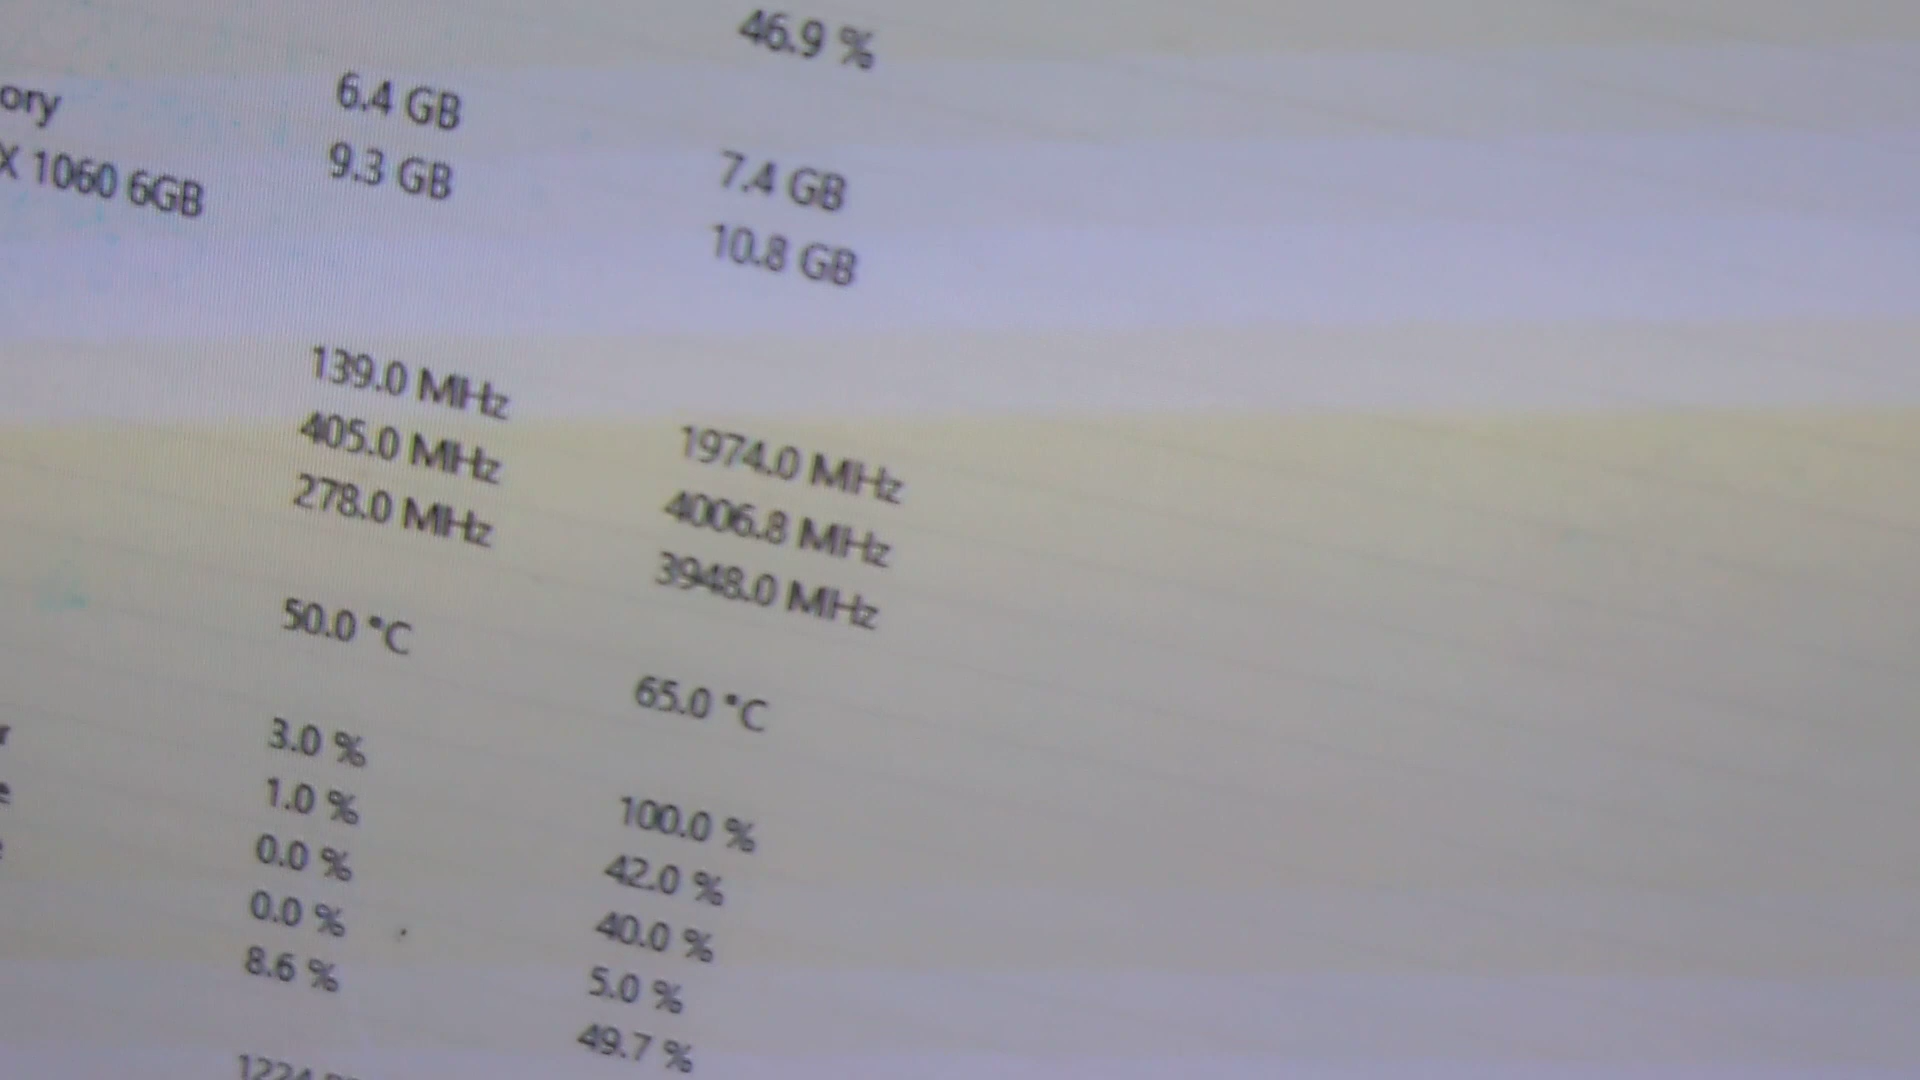 46.9 %
ory 6.4 GB 7.4 GB
X 1060 6GB 9.3 GB 10.8 GB
139.0 MHz 1974.0 MHz
405.0 MHz 4006.8 MHz
278.0 MHz 3948.0 MHz
50.0 °C 65.0 °C
3.0 % 100.0 %
1.0 % 42.0 %
0.0 % 40.0 %
0.0 % 5.0 %
8.6 % 49.7 %
1224